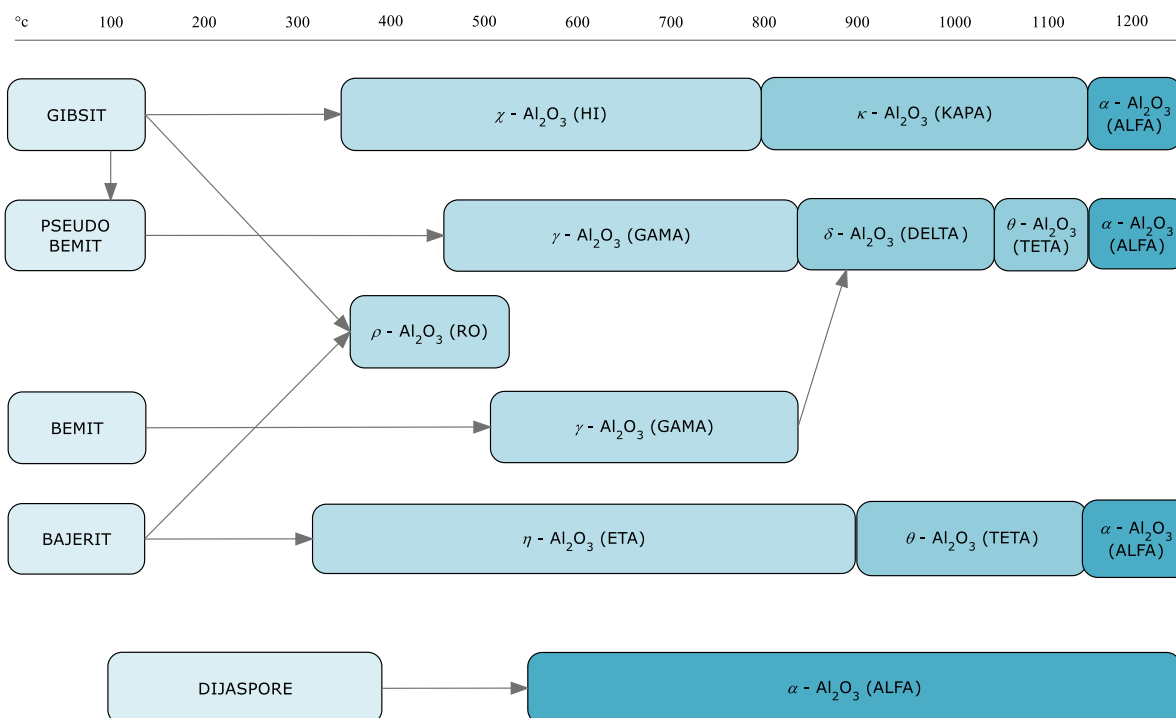 °c 100 200 300 400 500 600 700 800 900 1000 1100 1200
GIBSIT
χ - Al₂O₃ (HI)
κ - Al₂O₃ (KAPA)
α - Al₂O₃
(ALFA)
PSEUDO
BEMIT
γ - Al₂O₃ (GAMA)
δ - Al₂O₃ (DELTA)
θ - Al₂O₃
(TETA)
α - Al₂O₃
(ALFA)
ρ - Al₂O₃ (RO)
BEMIT
γ - Al₂O₃ (GAMA)
BAJERIT
η - Al₂O₃ (ETA)
θ - Al₂O₃ (TETA)
α - Al₂O₃
(ALFA)
DIJASPORE
α - Al₂O₃ (ALFA)